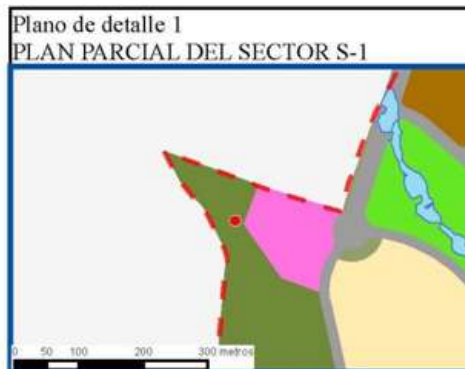 Plano de detalle 1
PLAN PARCIAL DEL SECTOR S-1
0 50 100 200 300 metros